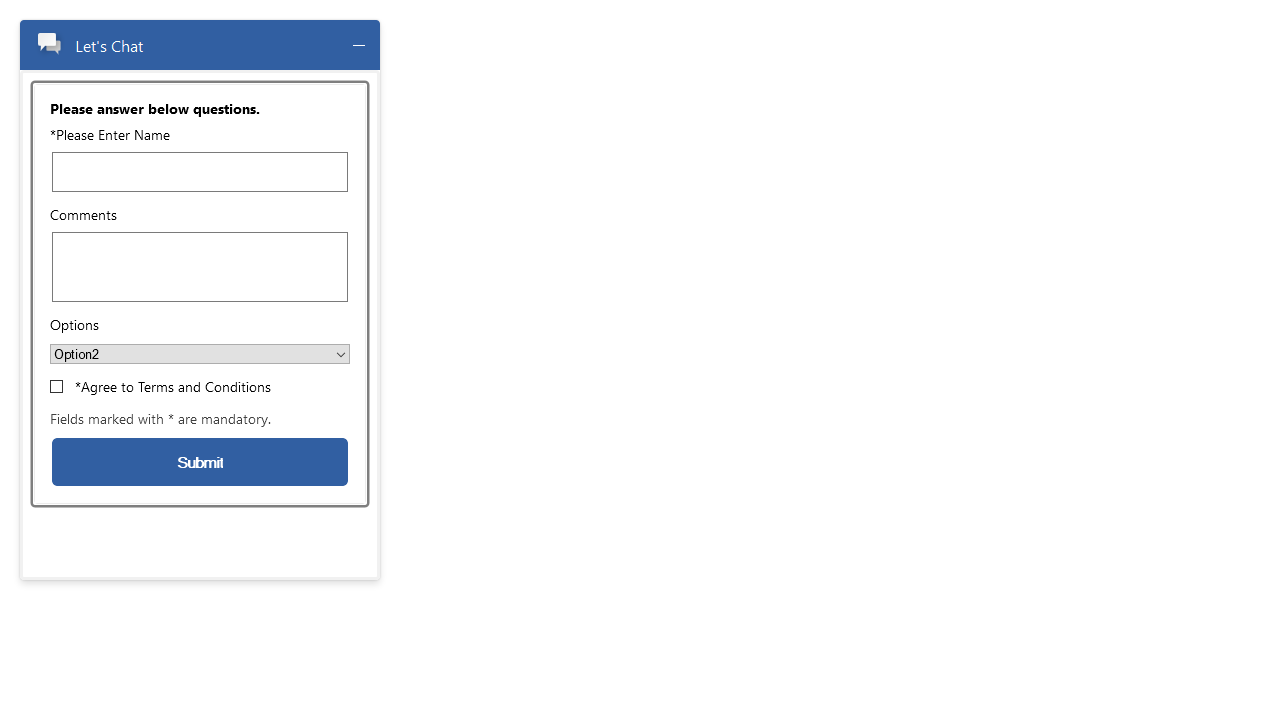 Let's Chat
Please answer below questions.
*Please Enter Name
Comments
Options
Option2
*Agree to Terms and Conditions
Fields marked with * are mandatory.
Submit